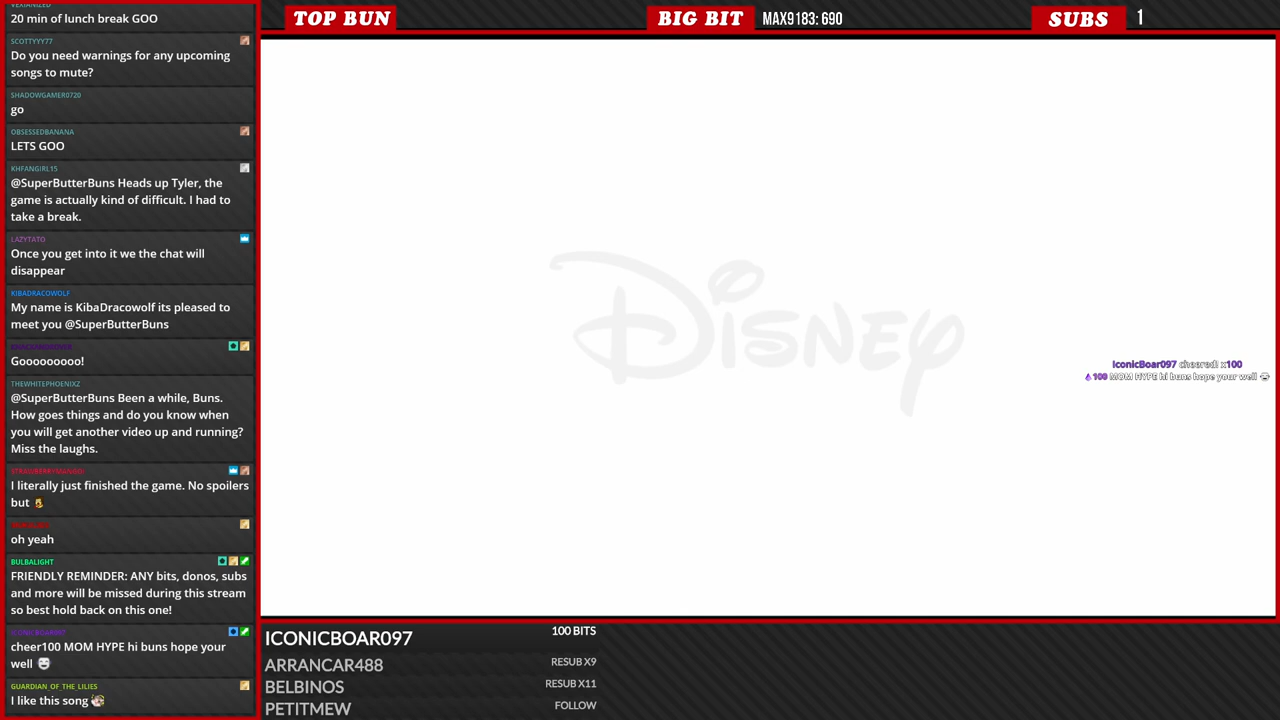 TOP BUN
BIG BIT
MAX9183: 690
SUBS
1
20 min of lunch break GOO
SCOTTYYY77
Do you need warnings for any upcoming
songs to mute?
SHADOWGAMER0720
go
OBSESSEDBANANA
LETS GOO
KHFANGIRL15
@SuperButterBuns Heads up Tyler, the
game is actually kind of difficult. I had to
take a break.
LAZYTATO
Once you get into it we the chat will
disappear
KIBADRACOWOLF
My name is KibaDracowolf its pleased to
meet you @SuperButterBuns
Gooooooooo!
THEWHITEPHOENIXZ
@SuperButterBuns Been a while, Buns.
How goes things and do you know when
you will get another video up and running?
Miss the laughs.
I literally just finished the game. No spoilers
but
oh yeah
BULBALIGHT
FRIENDLY REMINDER: ANY bits, donos, subs
and more will be missed during this stream
so best hold back on this one!
ICONICBOAR097
cheer100 MOM HYPE hi buns hope your
well
GUARDIAN OF THE LILIES
I like this song
DISNEY
IconicBoar097 cheered! x100
100 MOM HYPE hi buns hope your well
ICONICBOAR097 100 BITS
ARRANCAR488 RESUB X9
BELBINOS RESUB X11
PETITMEW FOLLOW